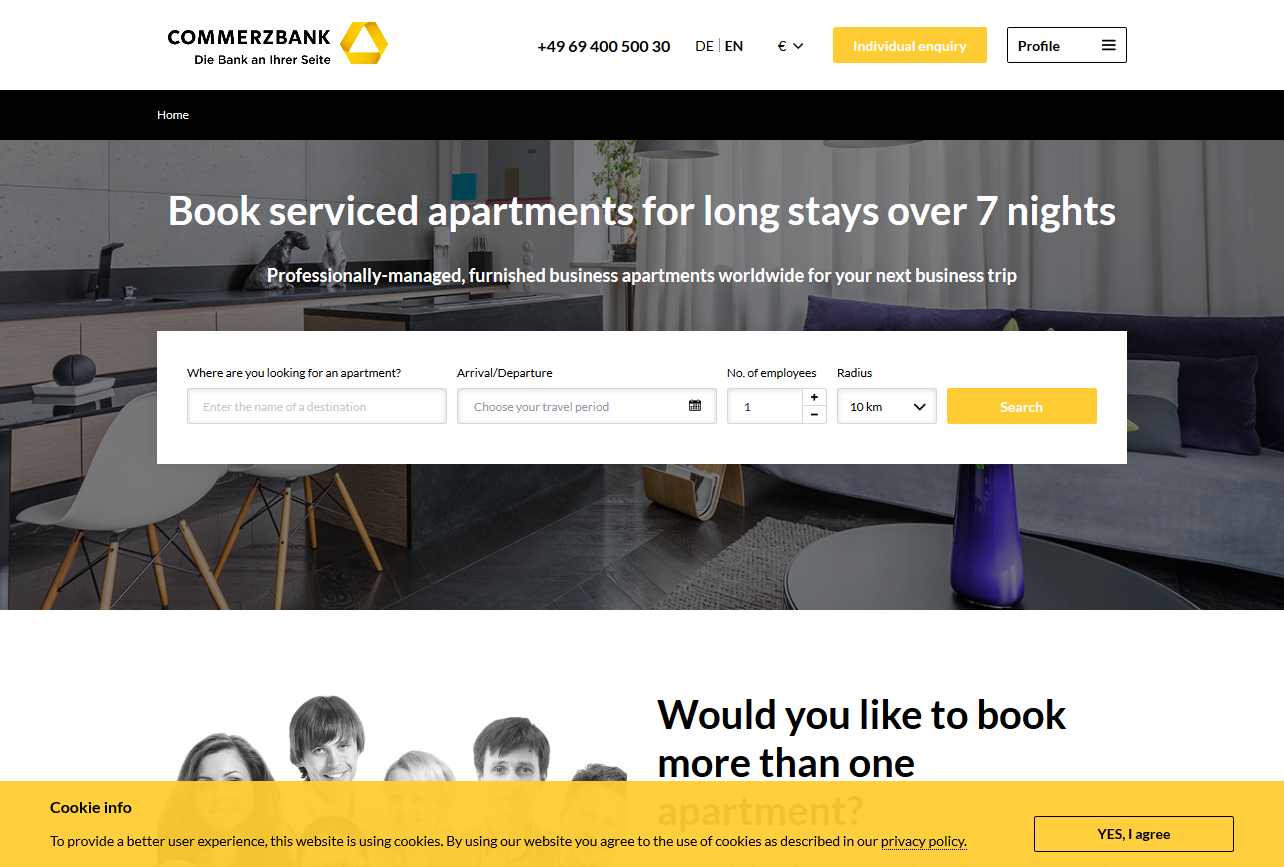 COMMERZBANK
Die Bank an Ihrer Seite
+49 69 400 500 30
DE | EN
€
Individual enquiry
Profile
Home
Book serviced apartments for long stays over 7 nights
Professionally-managed, furnished business apartments worldwide for your next business trip
Where are you looking for an apartment?
Arrival/Departure
No. of employees
Radius
Enter the name of a destination
Choose your travel period
1
+
−
10 km
Search
Would you like to book
more than one
apartment?
Cookie info
To provide a better user experience, this website is using cookies. By using our website you agree to the use of cookies as described in our privacy policy.
YES, I agree